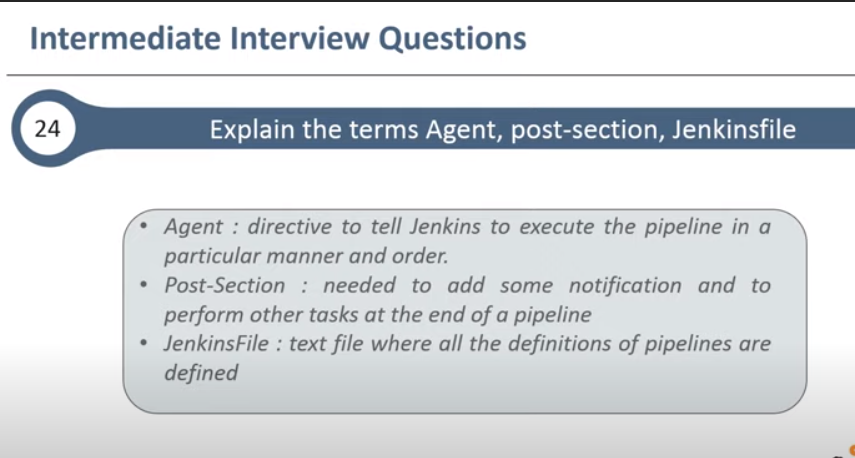 Intermediate Interview Questions
24
Explain the terms Agent, post-section, Jenkinsfile
• Agent : directive to tell Jenkins to execute the pipeline in a
particular manner and order.
• Post-Section : needed to add some notification and to
perform other tasks at the end of a pipeline
• JenkinsFile : text file where all the definitions of pipelines are
defined